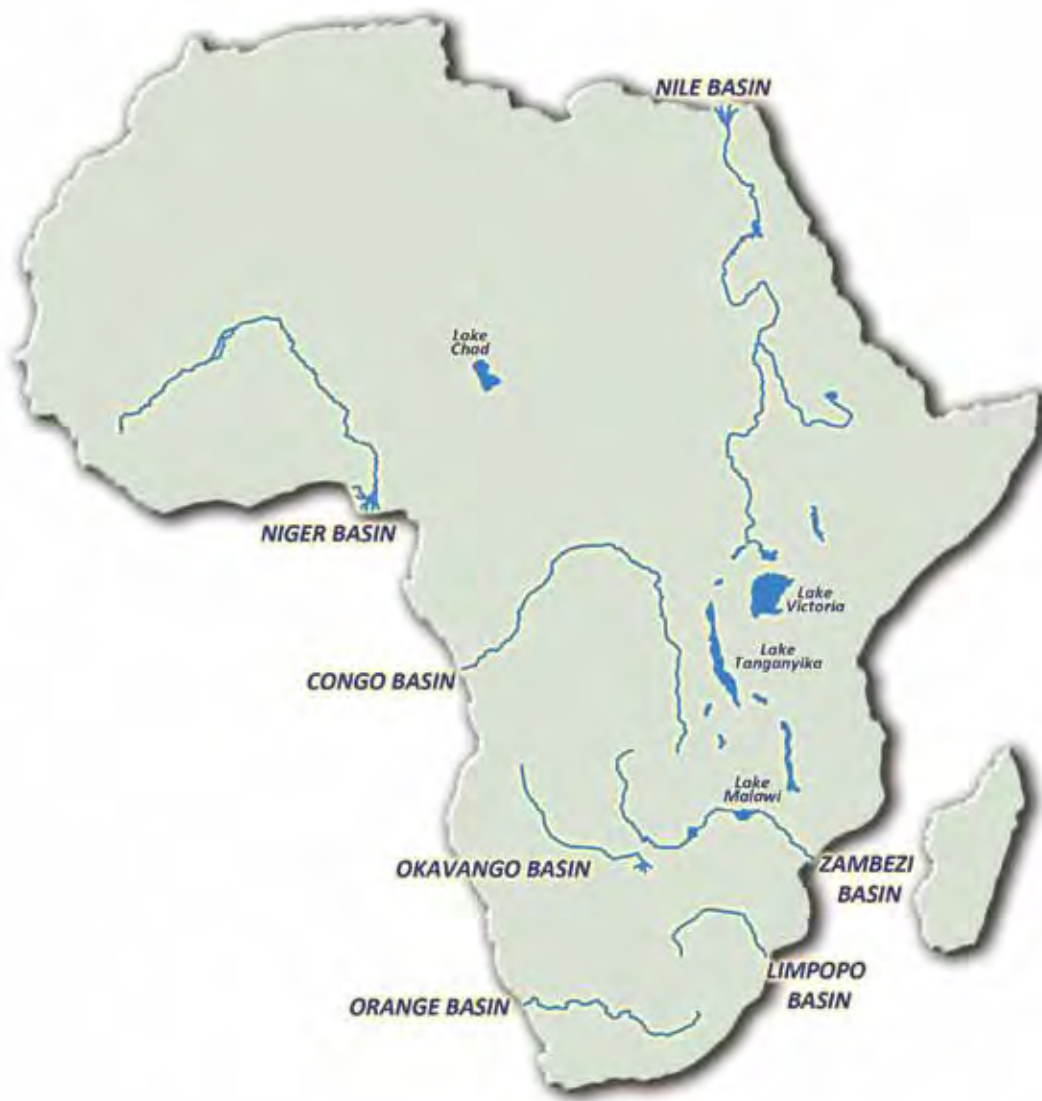 NILE BASIN
Lake
Chad
NIGER BASIN
Lake
Victoria
Lake
Tanganyika
CONGO BASIN
Lake
Malawi
OKAVANGO BASIN
ZAMBEZI
BASIN
LIMPOPO
BASIN
ORANGE BASIN